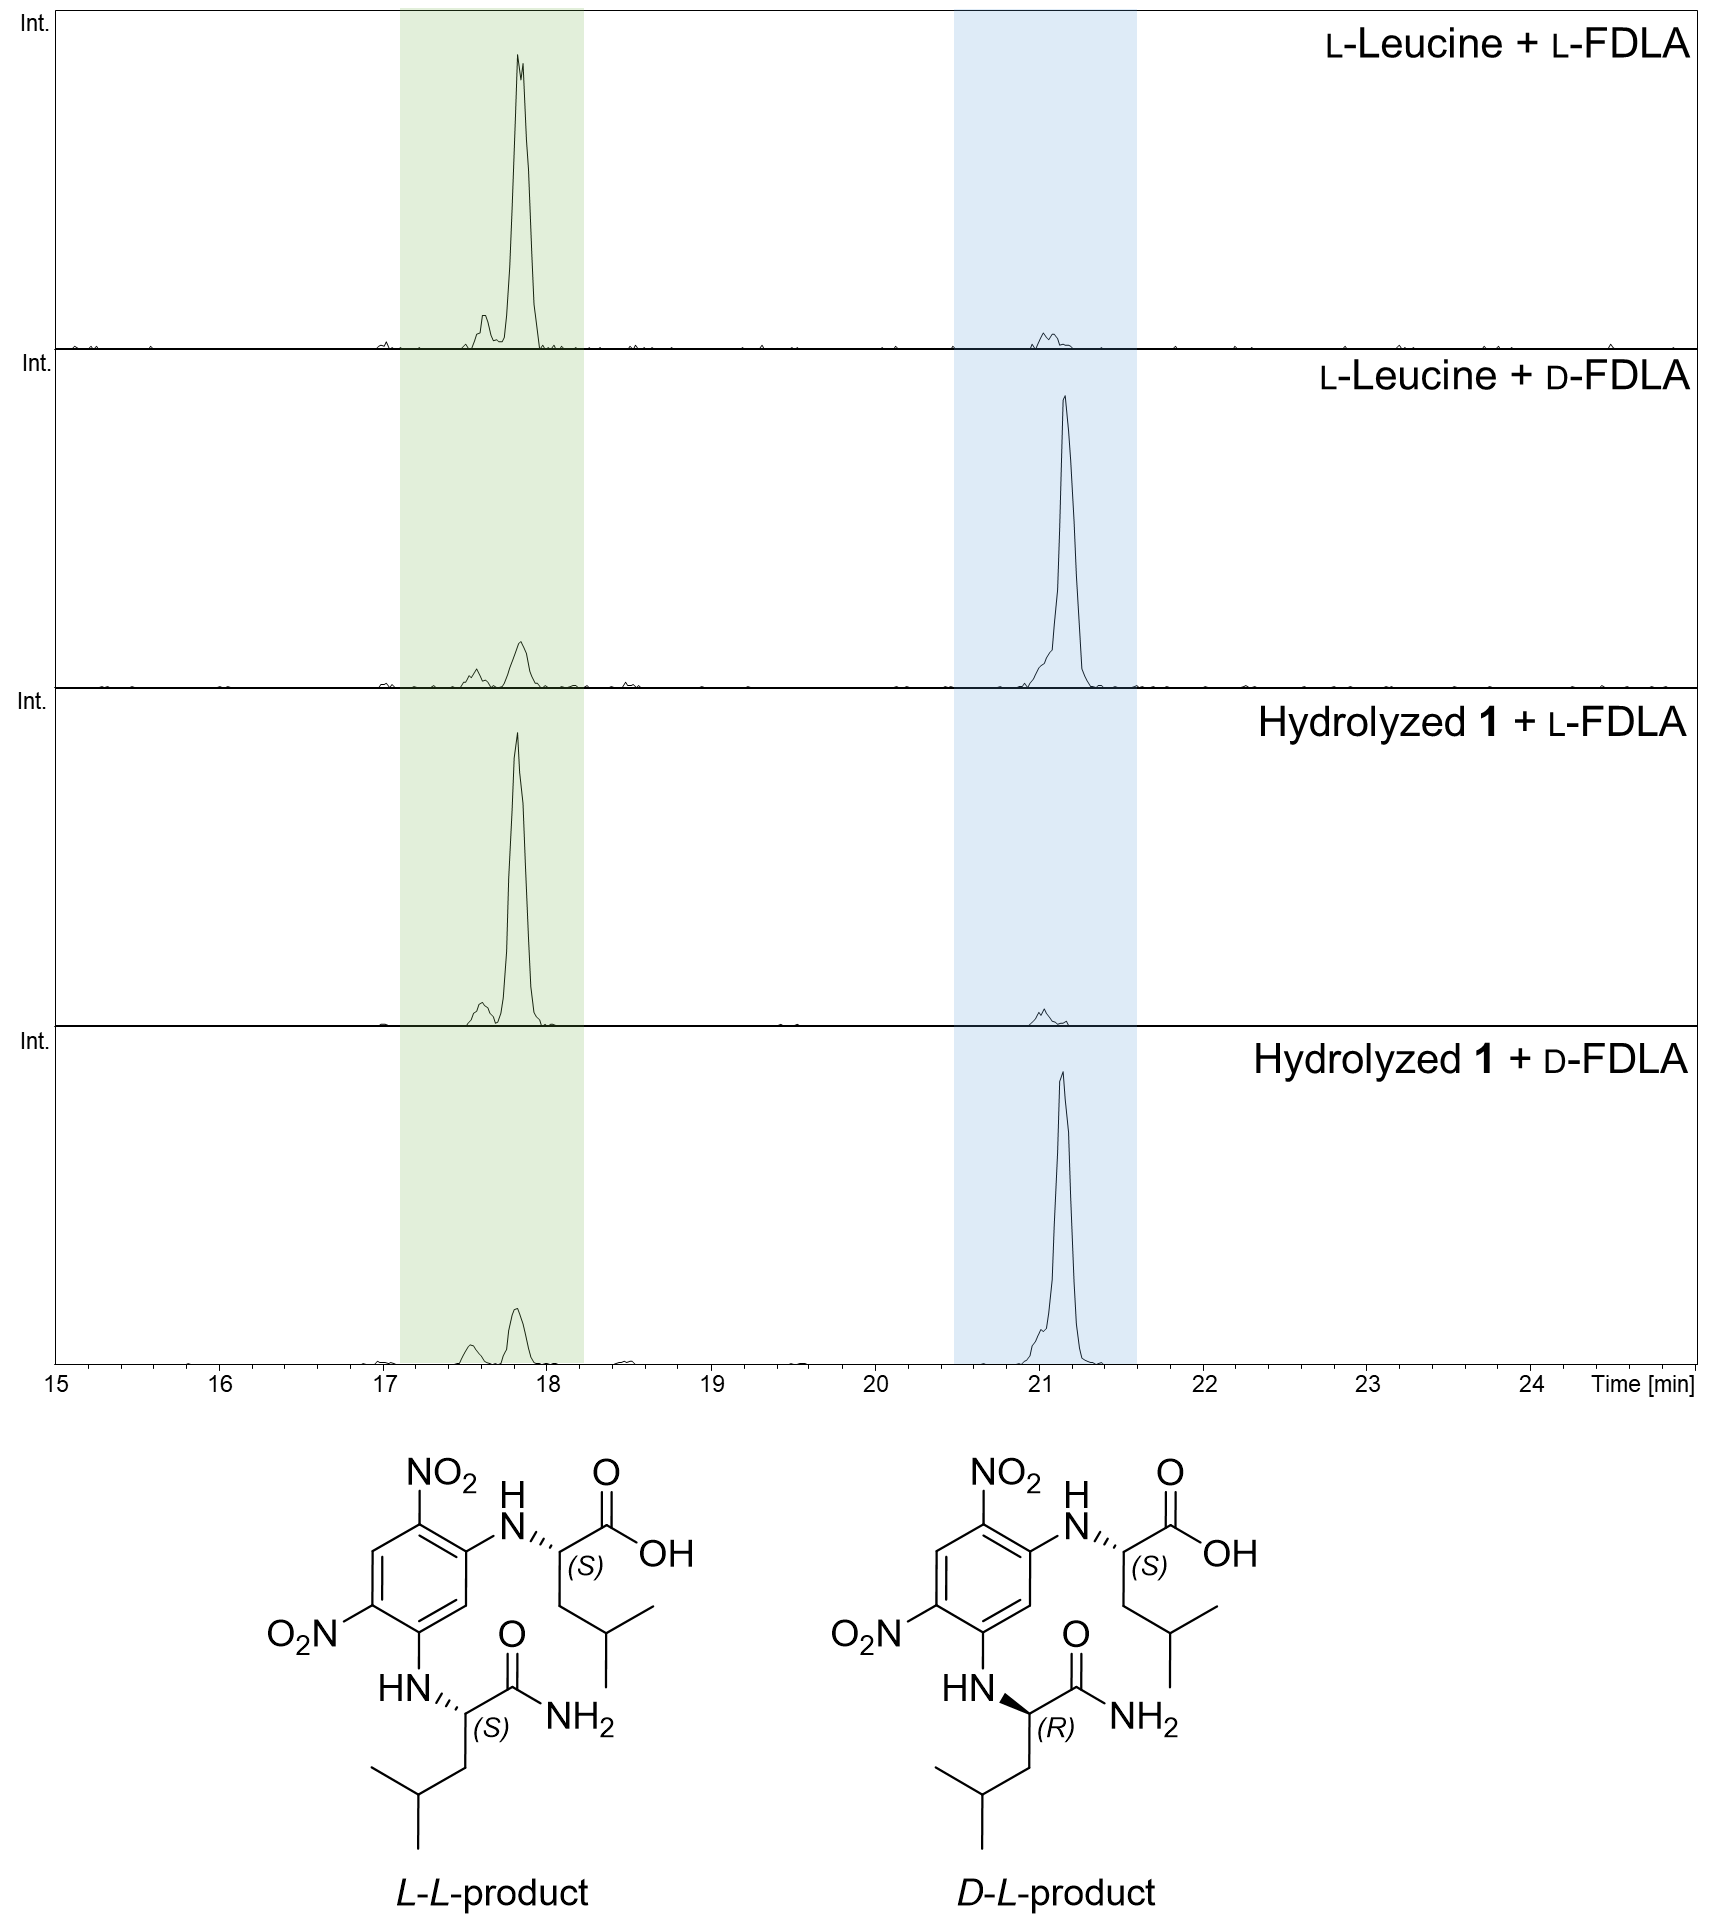 Int.
L-Leucine + L-FDLA
Int.
L-Leucine + D-FDLA
Int.
Hydrolyzed 1 + L-FDLA
Int.
Hydrolyzed 1 + D-FDLA
15 16 17 18 19 20 21 22 23 24 Time [min]
NO2 H O NO2 H O
N OH N OH
(S) (S)
O2N O O2N O
HN NH2 HN NH2
(S) (R)
L-L-product D-L-product